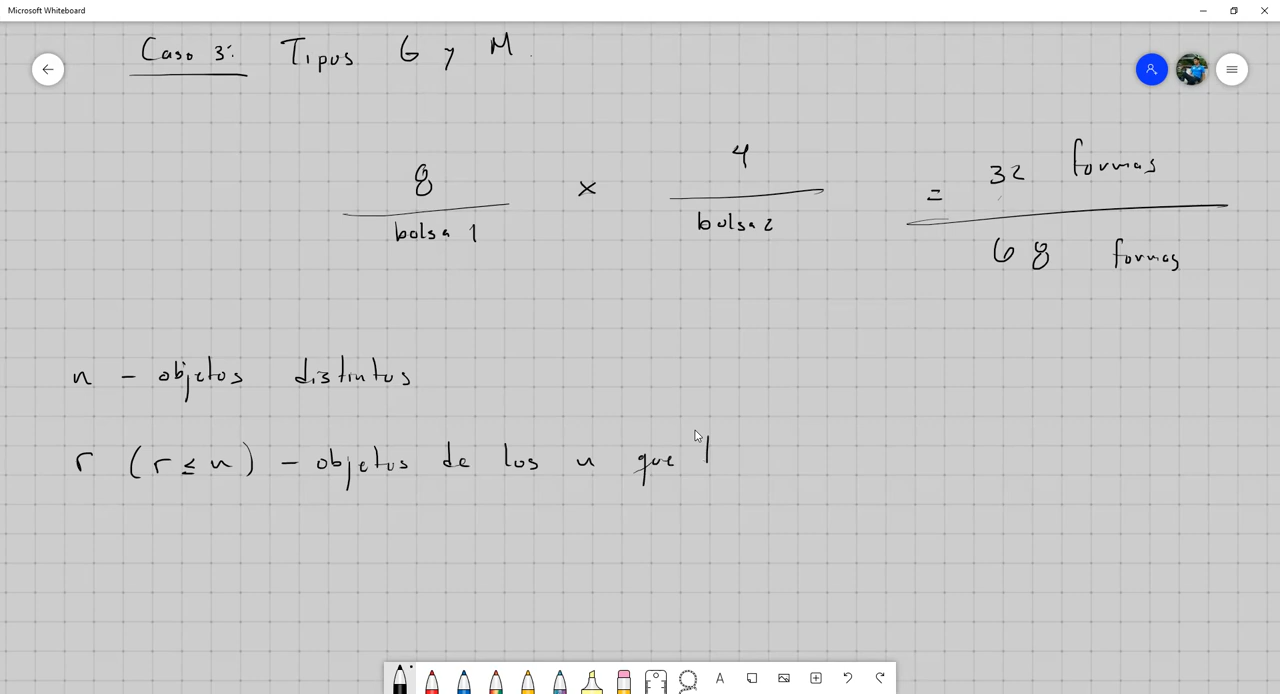 Microsoft Whiteboard
Caso 3: Tipos G y M.
8 × 4 = 32 formas
bolsa 1 bolsa 2 68 formas
n - objetos distintos
r (r ≤ n) - objetos de los n que
A